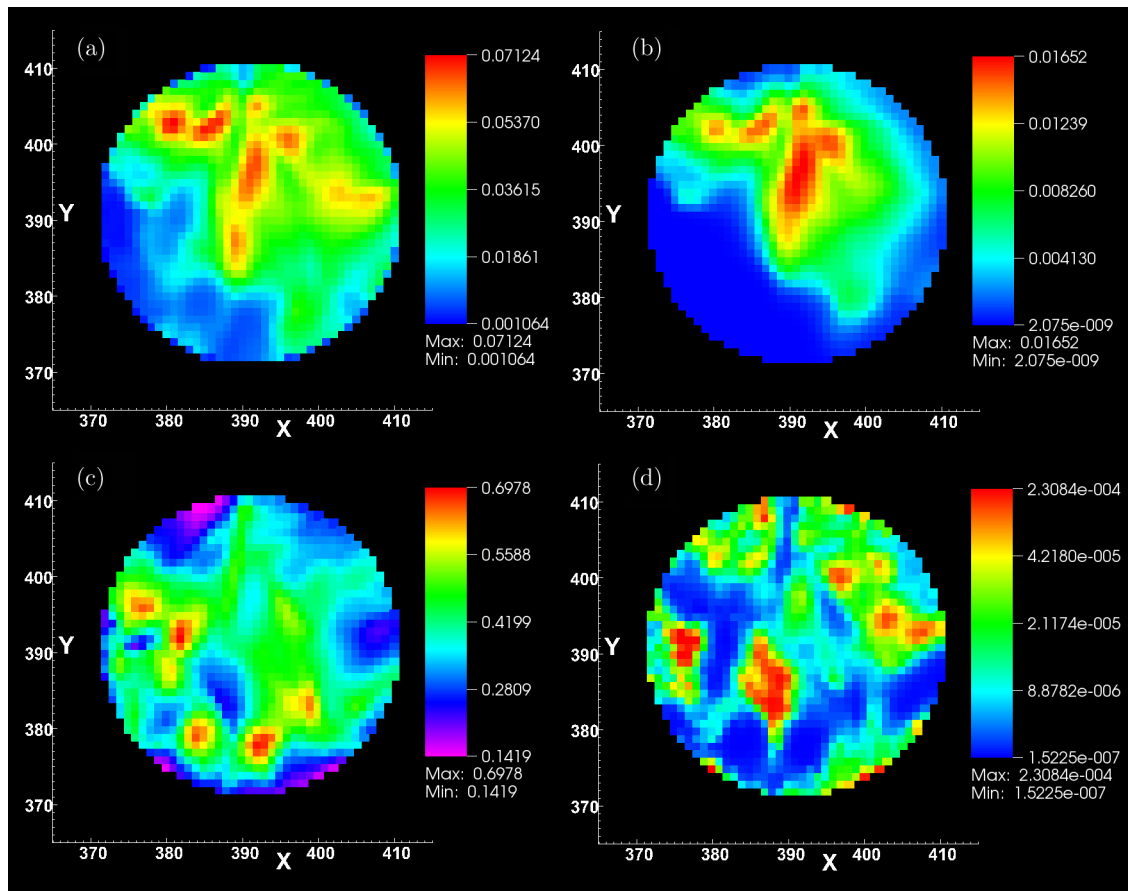 (a)
410
400
390
380
370
Y
370 380 390 400 410
X
0.07124
0.05370
0.03615
0.01861
0.001064
Max: 0.07124
Min: 0.001064
(b)
410
400
390
380
370
Y
370 380 390 400 410
X
0.01652
0.01239
0.008260
0.004130
2.075e-009
Max: 0.01652
Min: 2.075e-009
(c)
410
400
390
380
370
Y
370 380 390 400 410
X
0.6978
0.5588
0.4199
0.2809
0.1419
Max: 0.6978
Min: 0.1419
(d)
410
400
390
380
370
Y
370 380 390 400 410
X
2.3084e-004
4.2180e-005
2.1174e-005
8.8782e-006
1.5225e-007
Max: 2.3084e-004
Min: 1.5225e-007